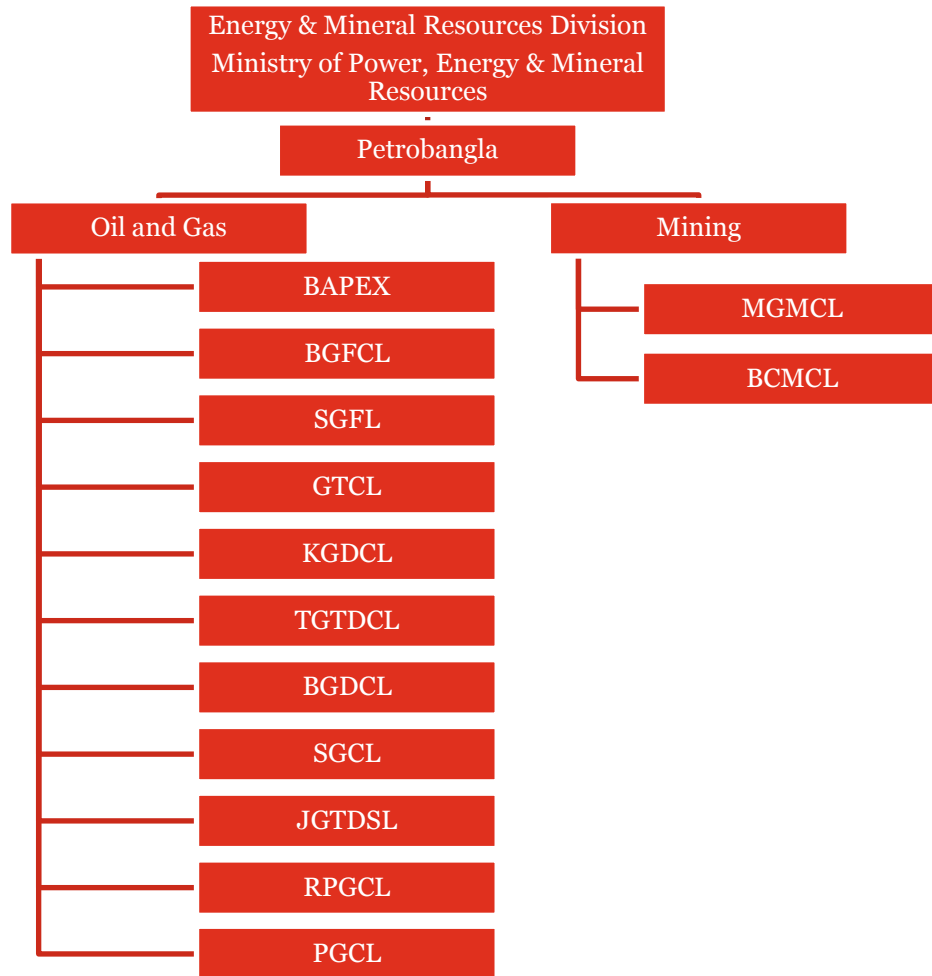 Energy & Mineral Resources Division
Ministry of Power, Energy & Mineral
Resources
Petrobangla
Oil and Gas
Mining
BAPEX
BGFCL
SGFL
GTCL
KGDCL
TGTDCL
BGDCL
SGCL
JGTDSL
RPGCL
PGCL
MGMCL
BCMCL